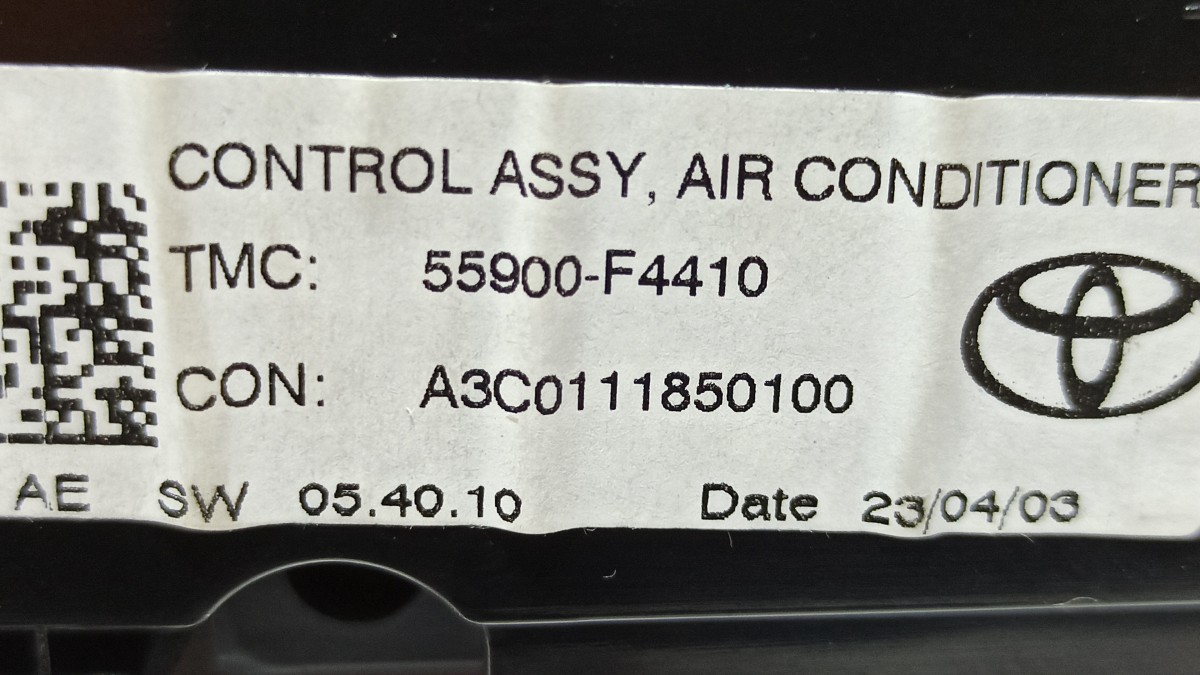 CONTROL ASSY, AIR CONDITIONER
TMC: 55900-F4410
CON: A3C0111850100
AE SW 05.40.10 Date 23/04/03